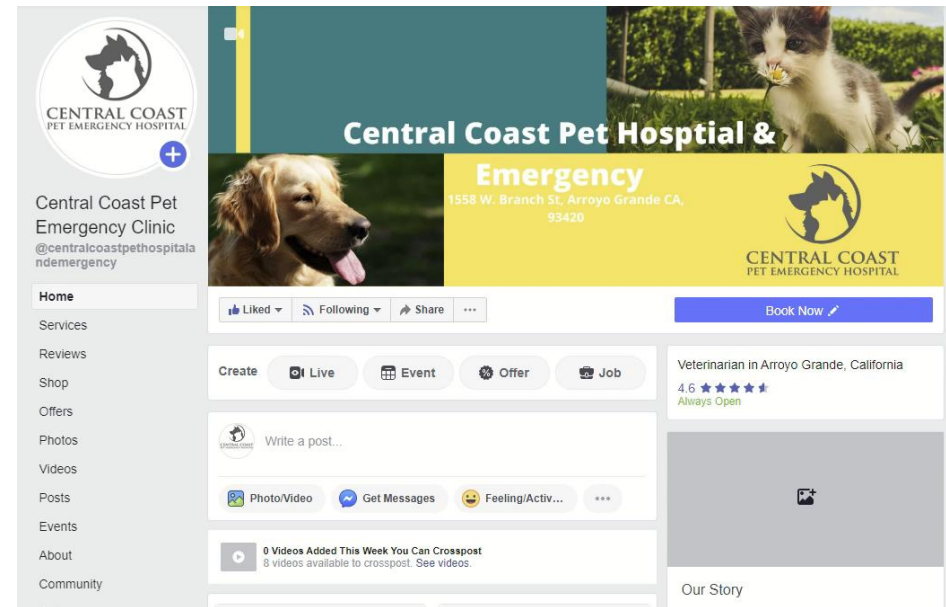 CENTRAL COAST
PET EMERGENCY HOSPITAL
Central Coast Pet
Emergency Clinic
@centralcoastpethospitala
ndemergency
Home
Services
Reviews
Shop
Offers
Photos
Videos
Posts
Events
About
Community
Central Coast Pet Hosptial &
Emergency
1558 W. Branch St, Arroyo Grande CA,
93420
CENTRAL COAST
PET EMERGENCY HOSPITAL
Liked Following Share ...
Book Now
Create Live Event Offer Job
Write a post...
Photo/Video Get Messages Feeling/Activ... ...
0 Videos Added This Week You Can Crosspost
8 videos available to crosspost. See videos.
Veterinarian in Arroyo Grande, California
4.6
Always Open
Our Story